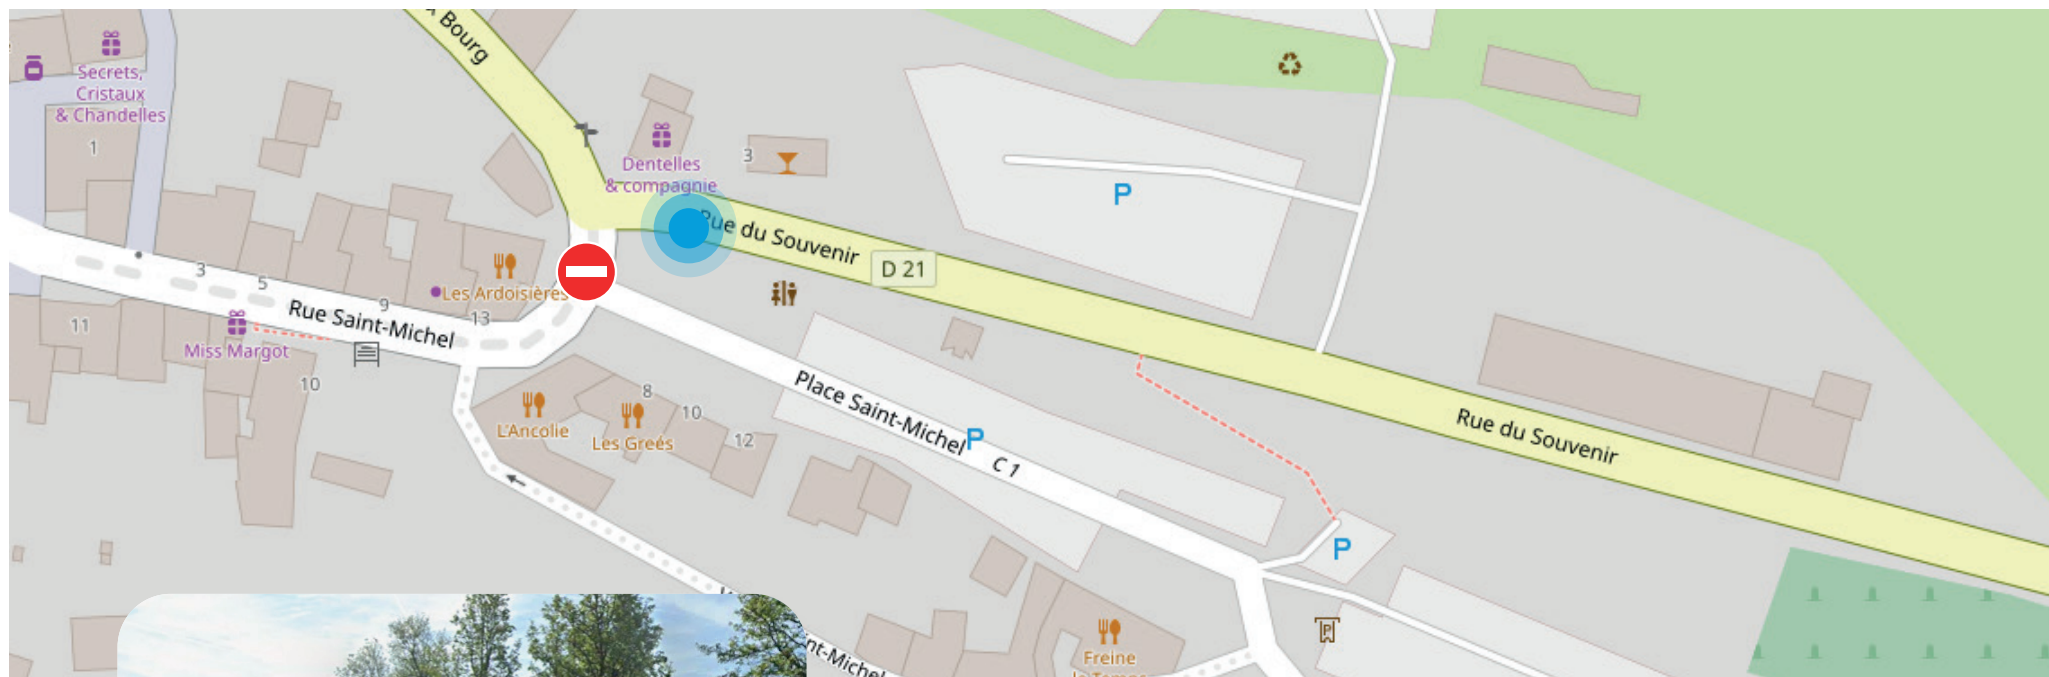 Bourg
Secrets,
Cristaux
& Chandelles
1
Dentelles
& compagnie
3
P
Rue du Souvenir
D 21
Les Ardoisières
3
5
9
13
Rue Saint-Michel
11
Miss Margot
10
L'Ancolie
8
Les Greés
10
12
Place Saint-Michel
P
C 1
Rue du Souvenir
P
P
Freine
nt-Michel